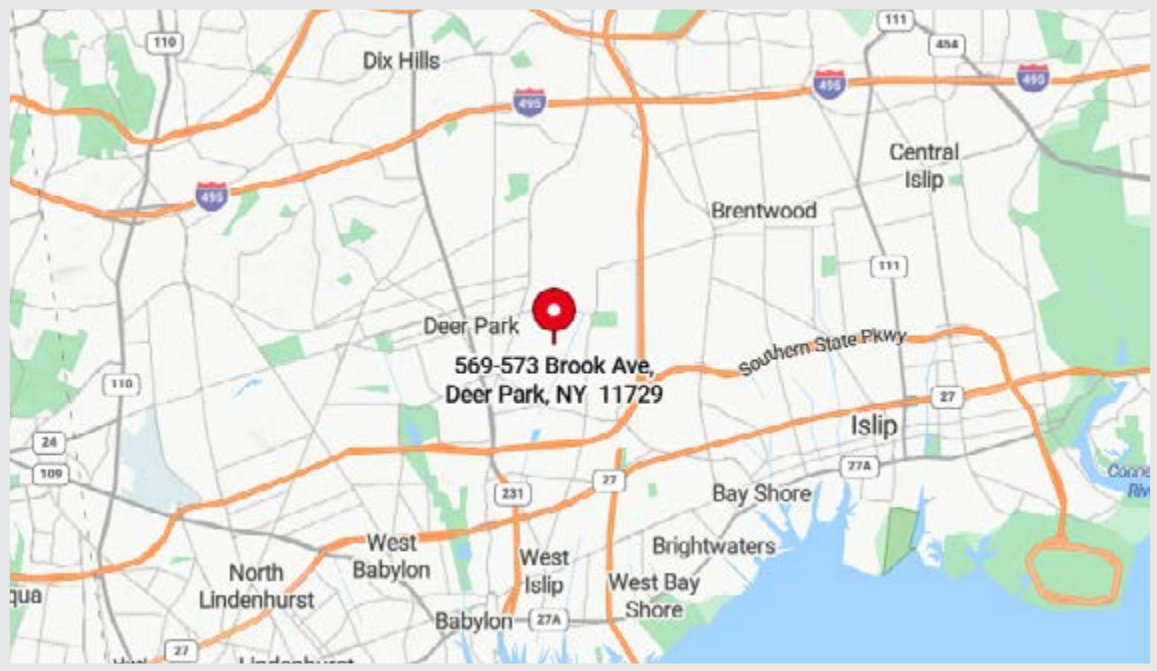 111
110
454
Dix Hills
495
495
495
Central
Islip
495
Brentwood
111
Deer Park
Southern State Pkwy
569-573 Brook Ave,
Deer Park, NY 11729
110
27
Islip
24
109
27A
27
231
Bay Shore
West
Babylon
Brightwaters
West
Islip
North
Lindenhurst
West Bay
Shore
qua
Babylon
27A
27
Lindenhurst